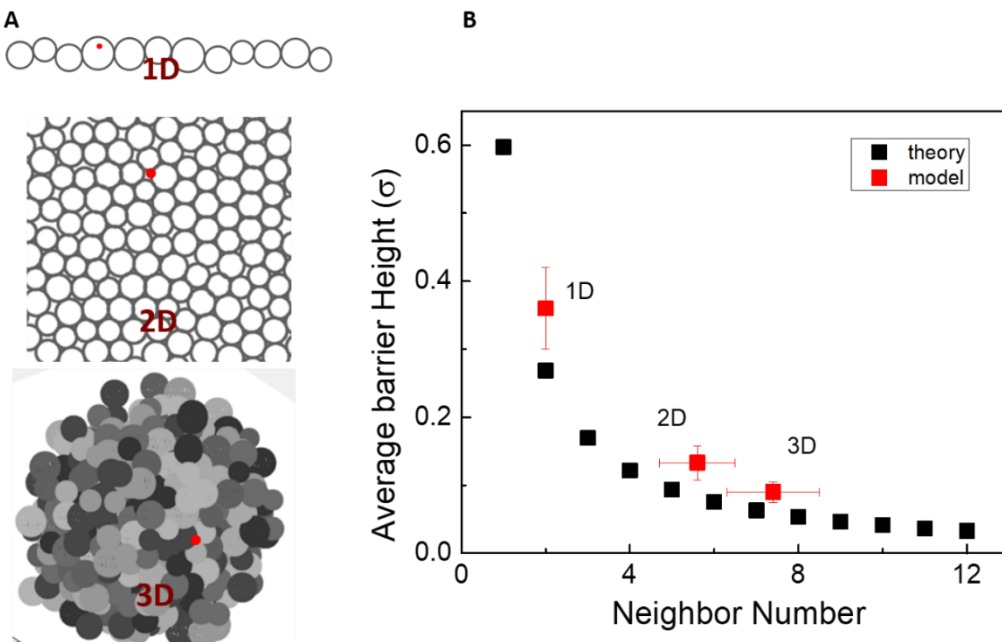 A
1D
2D
3D
B
Average barrier Height (σ)
0.6
0.4
0.2
0.0
theory
model
1D
2D
3D
0
4
8
12
Neighbor Number